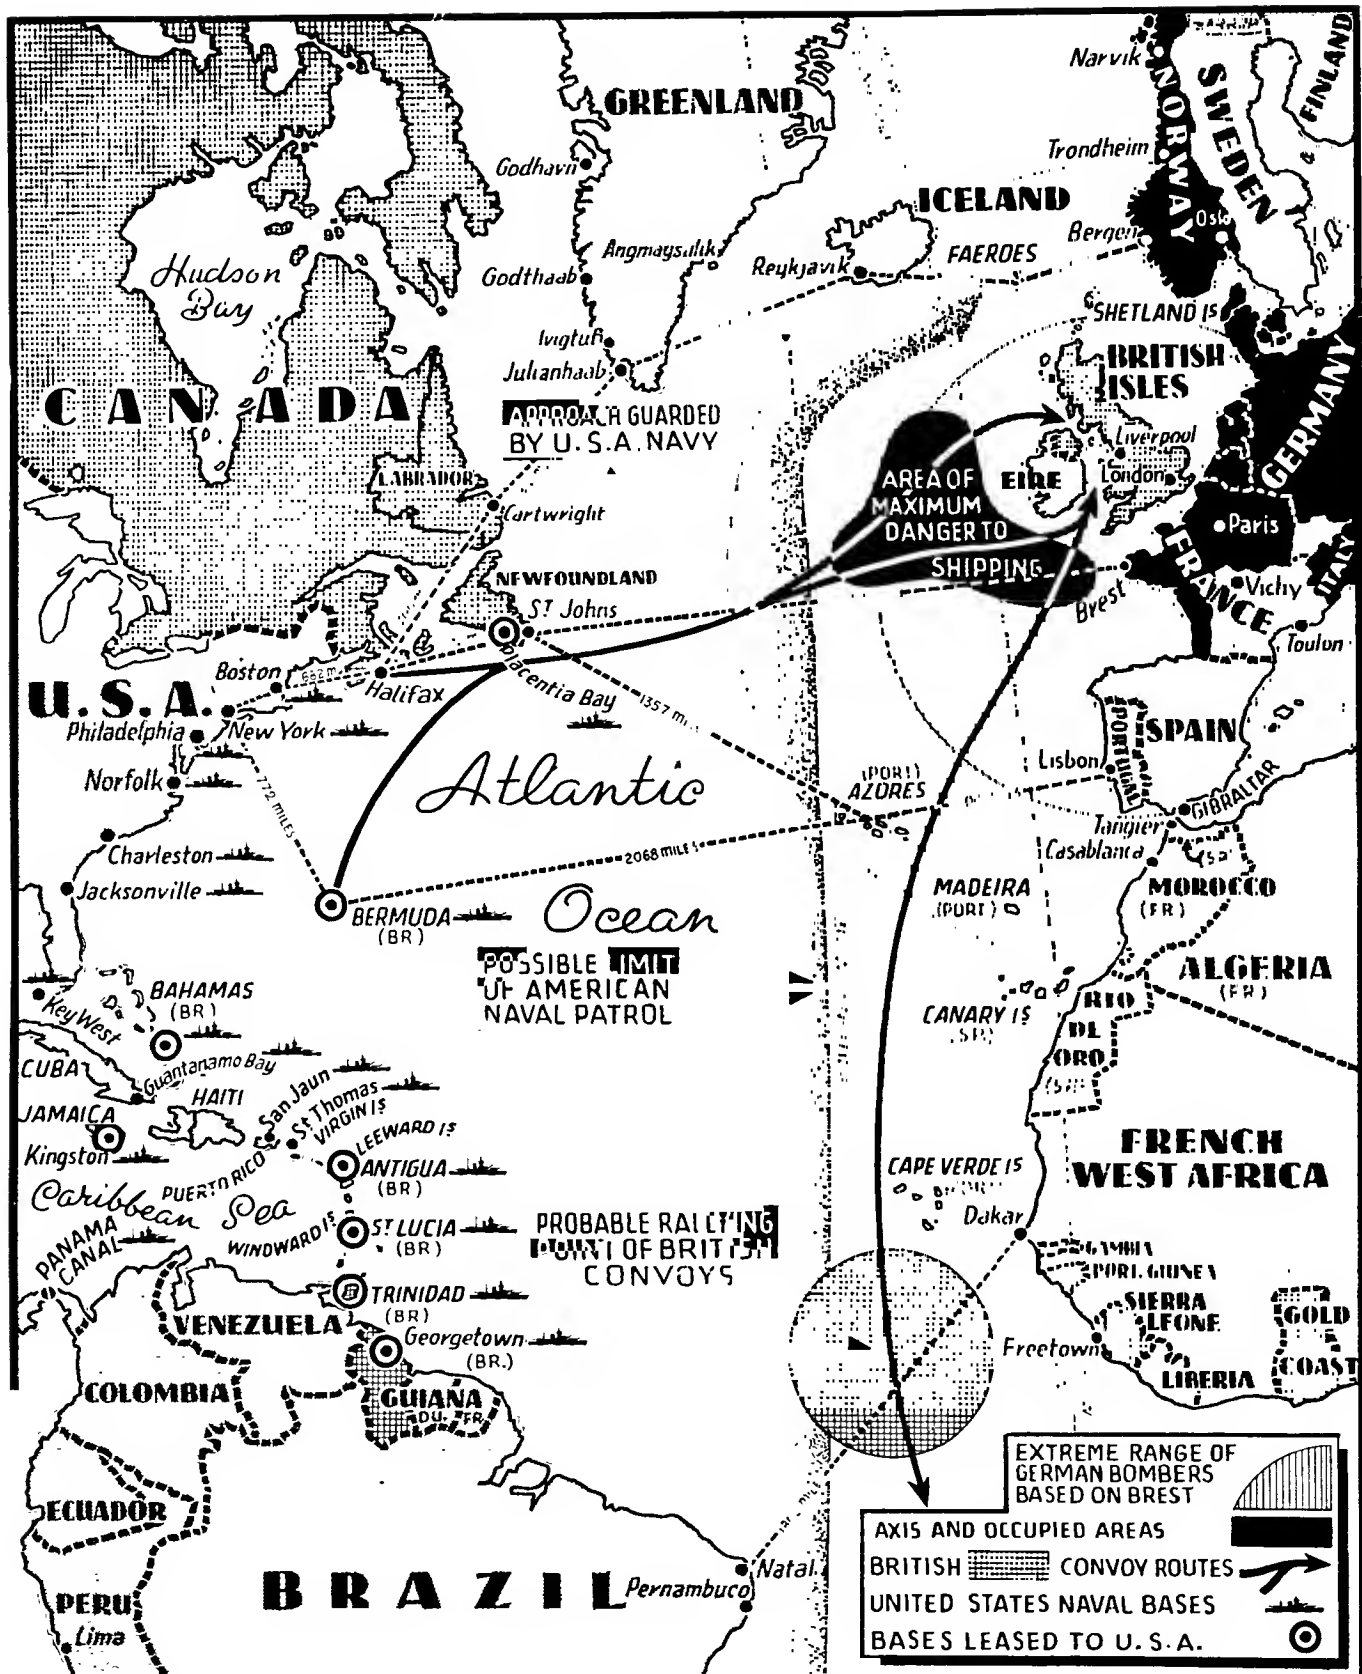 Narvik
NORWAY
SWEDEN
FINLAND
GREENLAND
Godhavn
Trondheim
ICELAND
Oslo
Bergen
Angmaysalik
FAEROES
Reykjavik
Godthaab
Hudson
Bay
SHETLAND IS
Ivigtut
Julianhaab
BRITISH
ISLES
GERMANY
CANADA
APPROACH GUARDED
BY U.S.A. NAVY
Liverpool
LABRADOR
AREA OF
MAXIMUM
DANGER TO
SHIPPING
EIRE
London
Cartwright
Paris
ITALY
FRANCE
NEWFOUNDLAND
ST Johns
Brest
Vichy
Toulon
Boston
Halifax
Placentia Bay
1357 mi.
U.S.A.
Philadelphia
New York
PORTUGAL
SPAIN
Norfolk
772 MILES
Atlantic
(PORT)
AZORES
Lisbon
GIBRALTAR
Tangier
Casablanca
Charleston
2068 MILES
Jacksonville
MADEIRA
(PORT)
MOROCCO
(FR)
BERMUDA
(BR)
Ocean
POSSIBLE LIMIT
OF AMERICAN
NAVAL PATROL
ALGERIA
(FR)
BAHAMAS
(BR)
Key West
CANARY IS
RIO
DE
ORO
CUBA
Guantanamo Bay
HAITI
San Jaun
St Thomas
VIRGIN IS
JAMAICA
Kingston
LEEWARD IS
PUERTO RICO
ANTIGUA
(BR)
FRENCH
WEST AFRICA
CAPE VERDE IS
Caribbean Sea
WINDWARD IS
ST LUCIA
(BR)
PROBABLE RALLYING
POINT OF BRITISH
CONVOYS
Dakar
PANAMA
CANAL
GAMBIA
PORT. GIUNEA
TRINIDAD
(BR)
VENEZUELA
Georgetown
(BR.)
SIERRA
LEONE
GOLD
COAST
Freetown
LIBERIA
COLOMBIA
GUIANA
DU. FR.
ECUADOR
EXTREME RANGE OF
GERMAN BOMBERS
BASED ON BREST
AXIS AND OCCUPIED AREAS
BRITISH CONVOY ROUTES
UNITED STATES NAVAL BASES
BASES LEASED TO U.S.A.
Natal
Pernambuco
BRAZIL
PERU
Lima